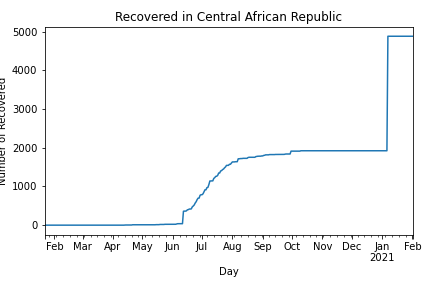 Recovered in Central African Republic
Number of Recovered
5000
4000
3000
2000
1000
0
Feb Mar Apr May Jun Jul Aug Sep Oct Nov Dec Jan Feb
2021
Day